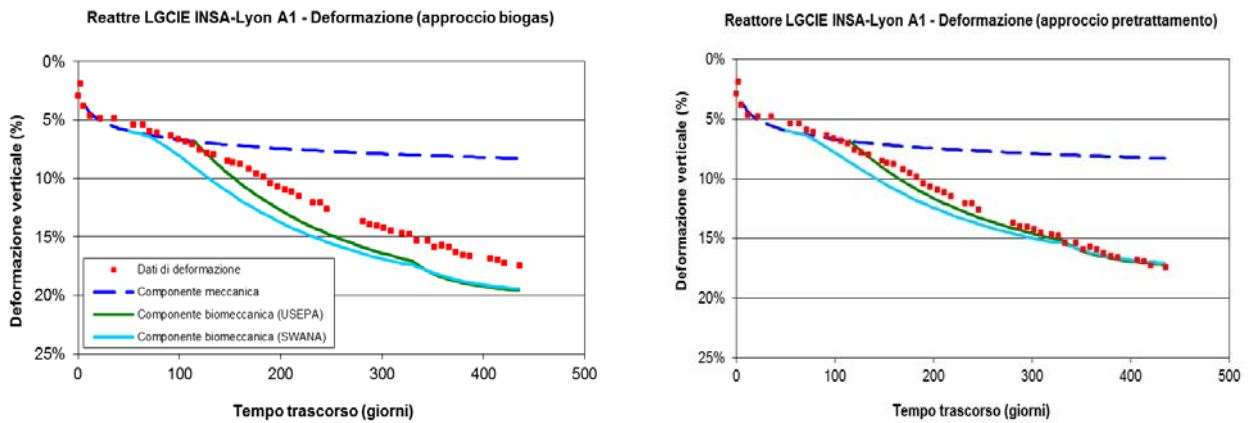 Reattre LGCIE INSA-Lyon A1 - Deformazione (approccio biogas)
0%
5%
10%
15%
20%
25%
Deformazione verticale (%)
Dati di deformazione
Componente meccanica
Componente biomeccanica (USEPA)
Componente biomeccanica (SWANA)
0 100 200 300 400 500
Tempo trascorso (giorni)
Reattore LGCIE INSA-Lyon A1 - Deformazione (approccio pretrattamento)
0%
5%
10%
15%
20%
25%
Deformazione verticale (%)
0 100 200 300 400 500
Tempo trascorso (giorni)